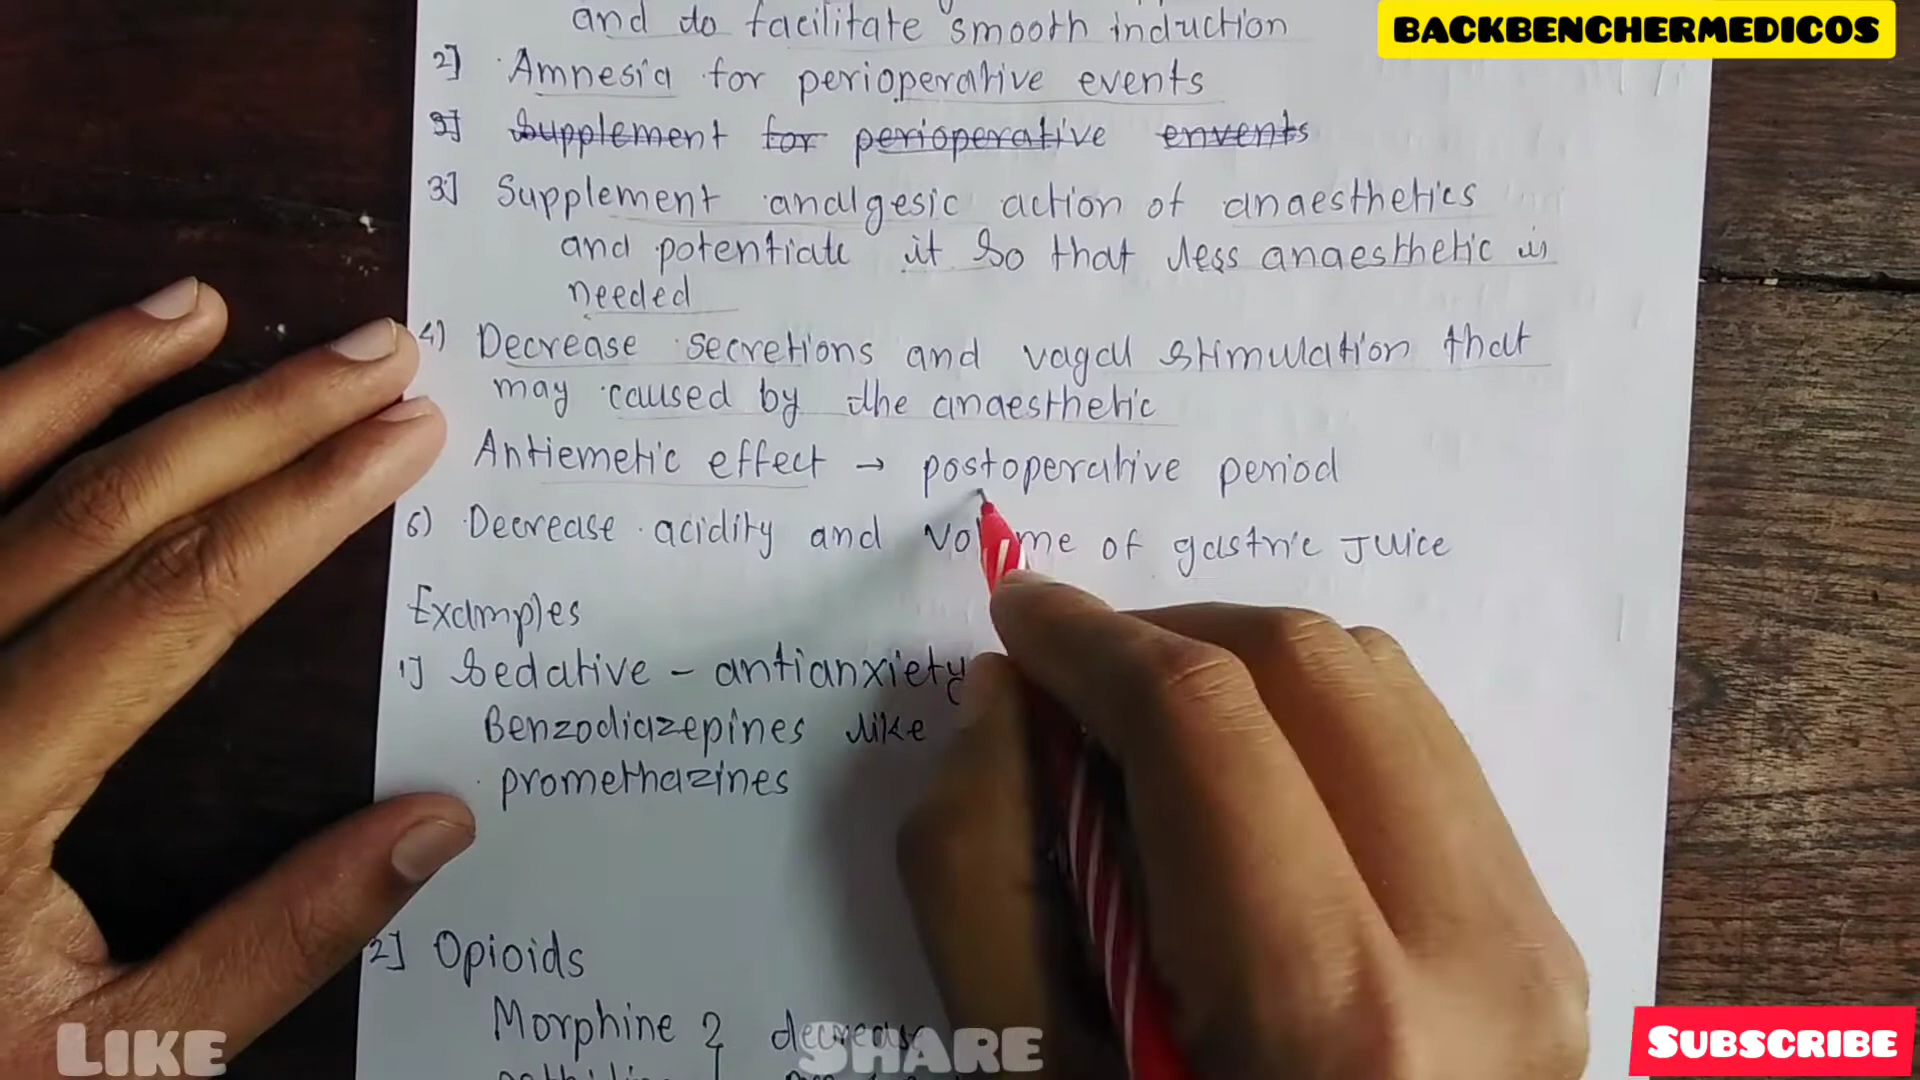 BACKBENCHERMEDICOS
and do facilitate smooth induction
2] Amnesia for perioperative events
3] Supplement for perioperative envents
3] Supplement analgesic action of anaesthetics
and potentiate it so that less anaesthetic is
needed
4) Decrease secretions and vagal stimulation that
may caused by the anaesthetic
Antiemetic effect → postoperative period
6) Decrease acidity and volume of gastric Juice
Examples
1] Sedative - antianxiety
Benzodiazepines like
promethazines
2] Opioids
Morphine decrease
LIKE
SHARE
SUBSCRIBE